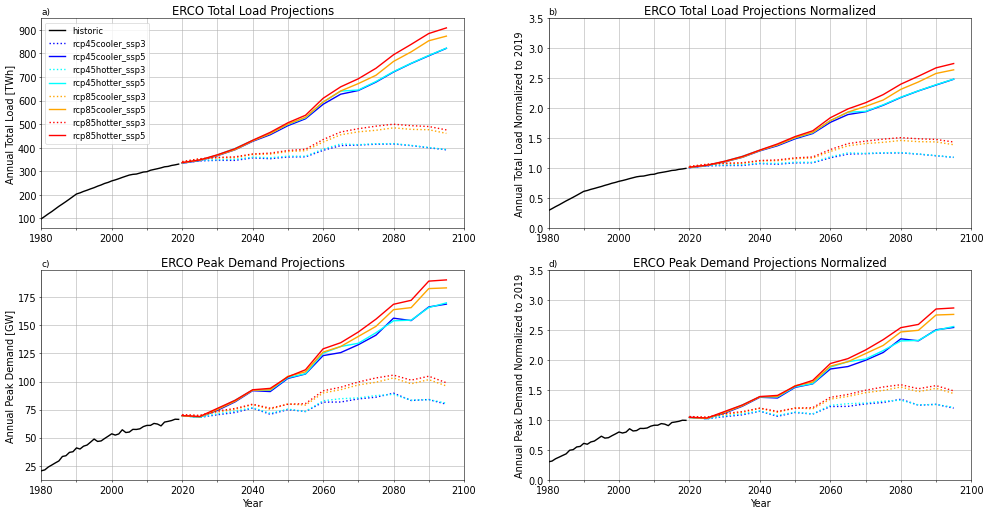 a)
ERCO Total Load Projections
Annual Total Load [TWh]
900
800
700
600
500
400
300
200
100
historic
rcp45cooler_ssp3
rcp45cooler_ssp5
rcp45hotter_ssp3
rcp45hotter_ssp5
rcp85cooler_ssp3
rcp85cooler_ssp5
rcp85hotter_ssp3
rcp85hotter_ssp5
1980
2000
2020
2040
2060
2080
2100
b)
ERCO Total Load Projections Normalized
Annual Total Load Normalized to 2019
3.5
3.0
2.5
2.0
1.5
1.0
0.5
0.0
1980
2000
2020
2040
2060
2080
2100
c)
ERCO Peak Demand Projections
Annual Peak Demand [GW]
175
150
125
100
75
50
25
1980
2000
2020
2040
2060
2080
2100
Year
d)
ERCO Peak Demand Projections Normalized
Annual Peak Demand Normalized to 2019
3.5
3.0
2.5
2.0
1.5
1.0
0.5
0.0
1980
2000
2020
2040
2060
2080
2100
Year